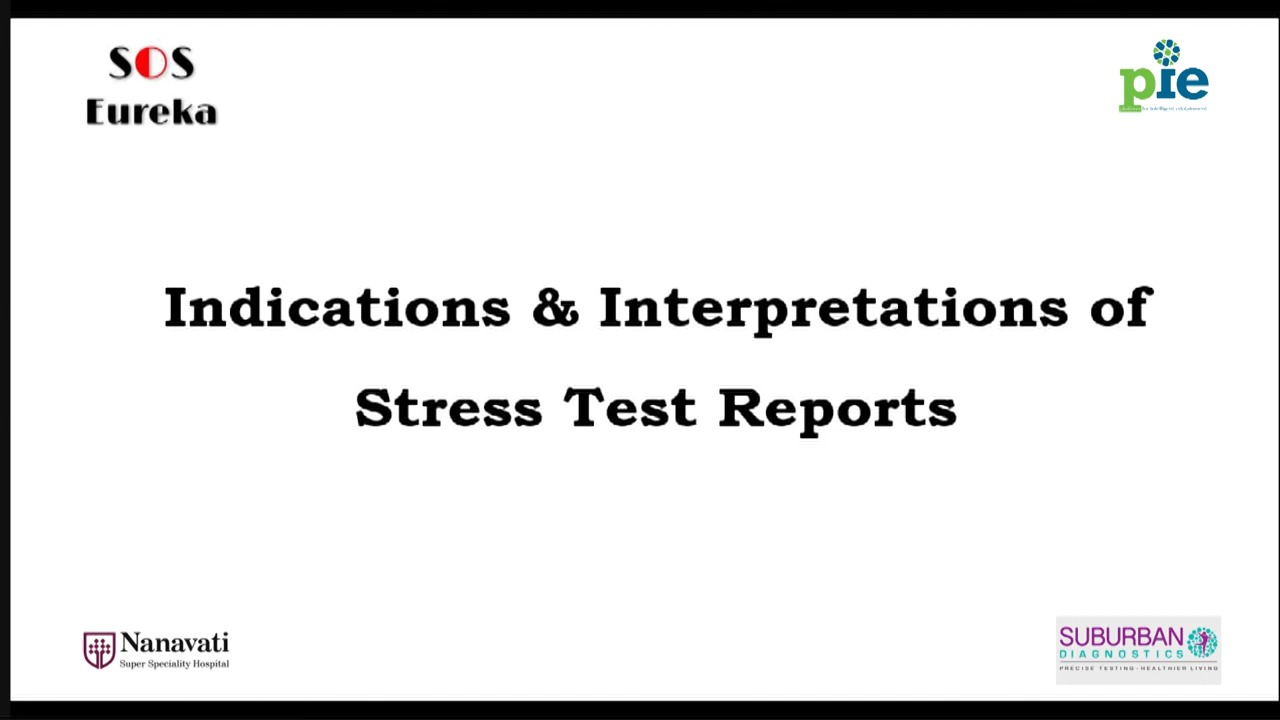 SOS
Eureka
pie
Indications & Interpretations of
Stress Test Reports
Nanavati
Super Speciality Hospital
SUBURBAN
DIAGNOSTICS
PRECISE TESTING - HEALTHIER LIVING